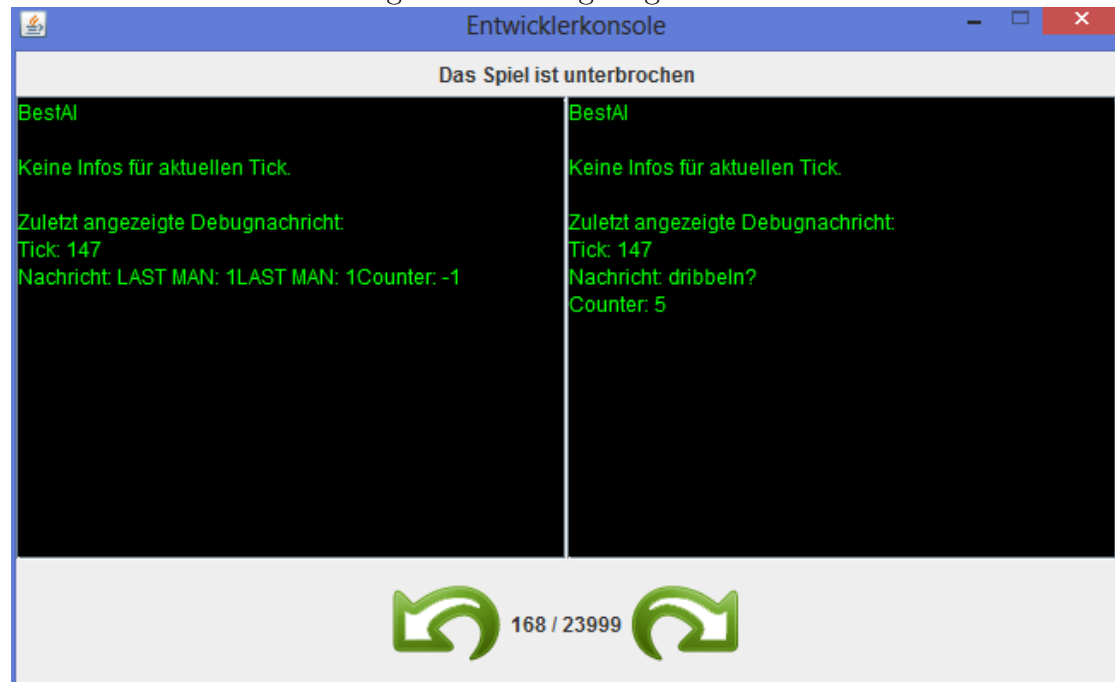 Entwicklerkonsole
Das Spiel ist unterbrochen
BestAI
Keine Infos für aktuellen Tick.
Zuletzt angezeigte Debugnachricht:
Tick: 147
Nachricht: LAST MAN: 1LAST MAN: 1Counter: -1
BestAI
Keine Infos für aktuellen Tick.
Zuletzt angezeigte Debugnachricht:
Tick: 147
Nachricht: dribbeln?
Counter: 5
168 / 23999